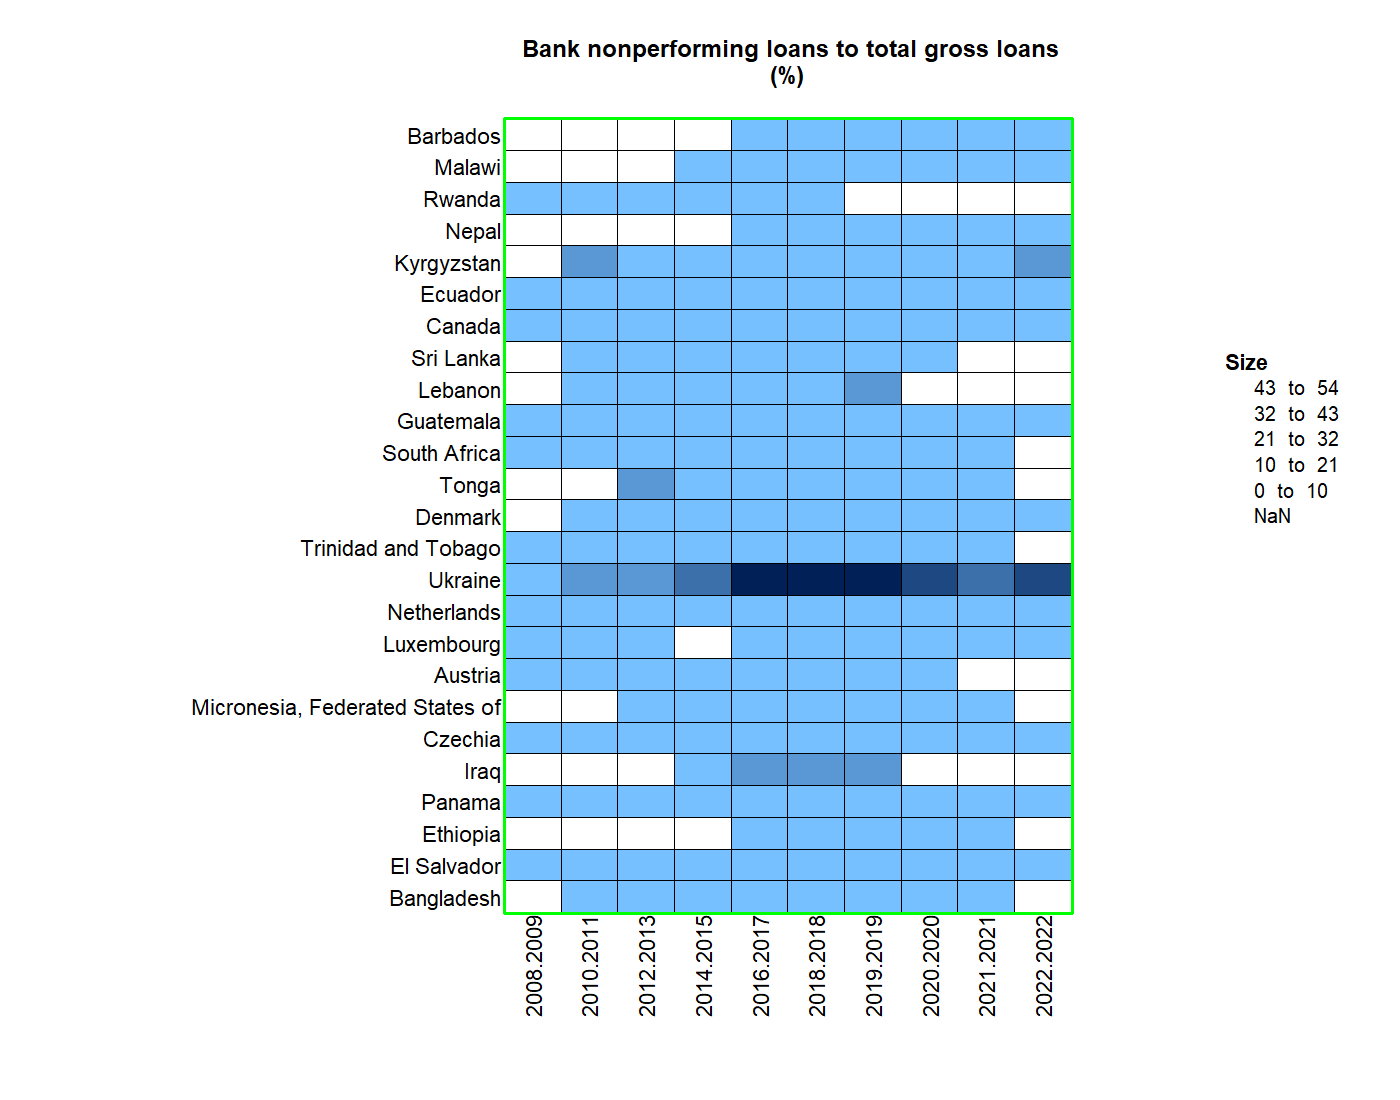 Bank nonperforming loans to total gross loans
(%)
Barbados
Malawi
Rwanda
Nepal
Kyrgyzstan
Ecuador
Canada
Sri Lanka
Lebanon
Guatemala
South Africa
Tonga
Denmark
Trinidad and Tobago
Ukraine
Netherlands
Luxembourg
Austria
Micronesia, Federated States of
Czechia
Iraq
Panama
Ethiopia
El Salvador
Bangladesh
2008.2009
2010.2011
2012.2013
2014.2015
2016.2017
2018.2018
2019.2019
2020.2020
2021.2021
2022.2022
Size
43 to 54
32 to 43
21 to 32
10 to 21
0 to 10
NaN